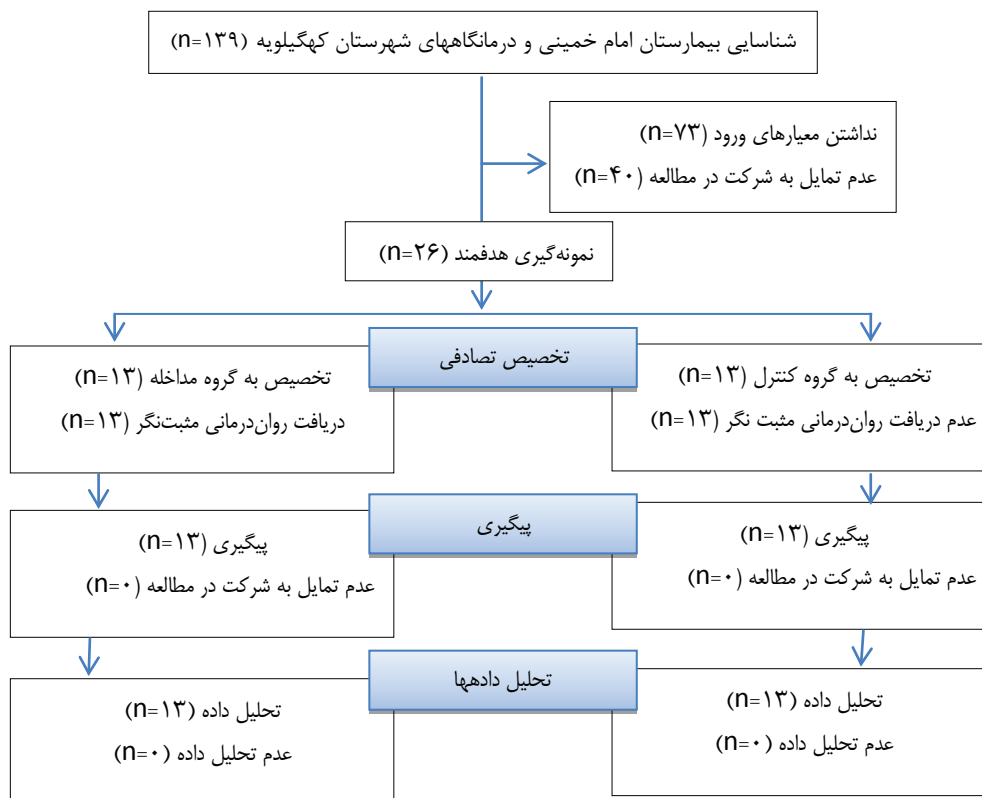 شناسایی بیمارستان امام خمینی و درمانگاههای شهرستان کهگیلویه (n=۱۳۹)
نداشتن معیارهای ورود (n=۷۳)
عدم تمایل به شرکت در مطالعه (n=۴۰)
نمونه‌گیری هدفمند (n=۲۶)
تخصیص تصادفی
تخصیص به گروه کنترل (n=۱۳)
عدم دریافت روان‌درمانی مثبت نگر (n=۱۳)
تخصیص به گروه مداخله (n=۱۳)
دریافت روان‌درمانی مثبت‌نگر (n=۱۳)
پیگیری
پیگیری (n=۱۳)
عدم تمایل به شرکت در مطالعه (n=۰)
پیگیری (n=۱۳)
عدم تمایل به شرکت در مطالعه (n=۰)
تحلیل دادهها
تحلیل داده (n=۱۳)
عدم تحلیل داده (n=۰)
تحلیل داده (n=۱۳)
عدم تحلیل داده (n=۰)